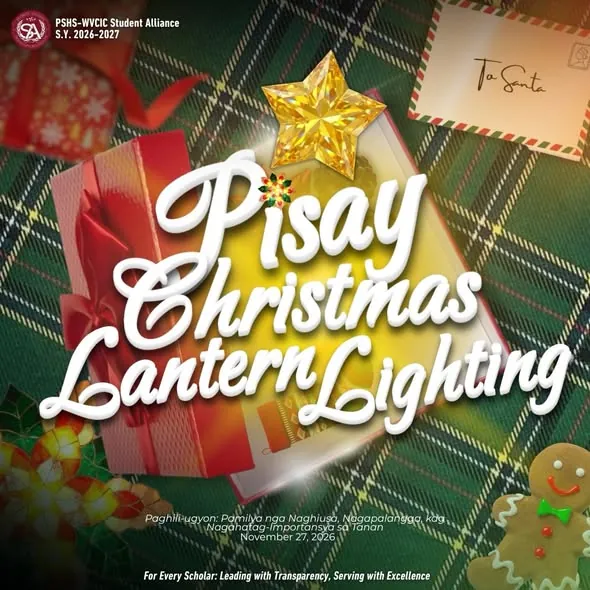 PSHS-WVCIC Student Alliance
S.Y. 2026-2027
To Santa
Pisay
Christmas
Lantern Lighting
Paghili-ugyon: Pamilya nga Naghiusa, Nagapalangga, kag
Nagahatag-Importansya sa Tanan
November 27, 2026
For Every Scholar: Leading with Transparency, Serving with Excellence